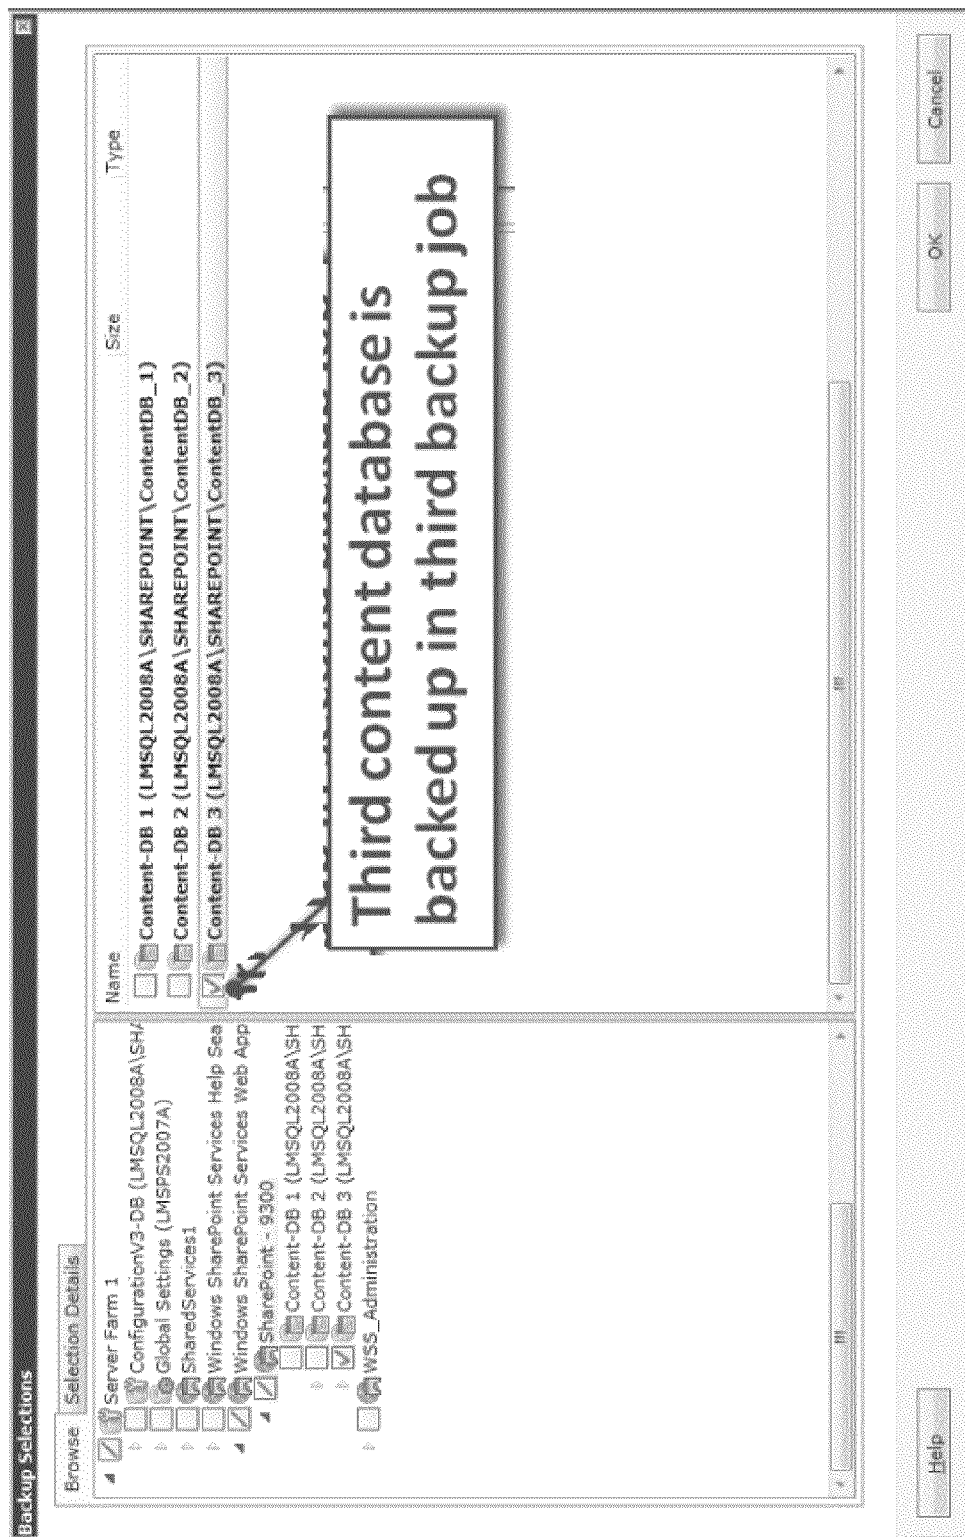 Backup Selections
Browse
Selection Details
Server Farm 1
ConfigurationV3-DB (LMSQL2008A\SHA
Global Settings (LMSPS2007A)
SharedServices1
Windows SharePoint Services Help Sea
Windows SharePoint Services Web App
SharePoint - 9300
Content-DB 1 (LMSQL2008A\SH
Content-DB 2 (LMSQL2008A\SH
Content-DB 3 (LMSQL2008A\SH
WSS_Administration
Name Size Type
Content-DB 1 (LMSQL2008A\SHAREPOINT\ContentDB_1)
Content-DB 2 (LMSQL2008A\SHAREPOINT\ContentDB_2)
Content-DB 3 (LMSQL2008A\SHAREPOINT\ContentDB_3)
Third content database is
backed up in third backup job
Help
OK
Cancel